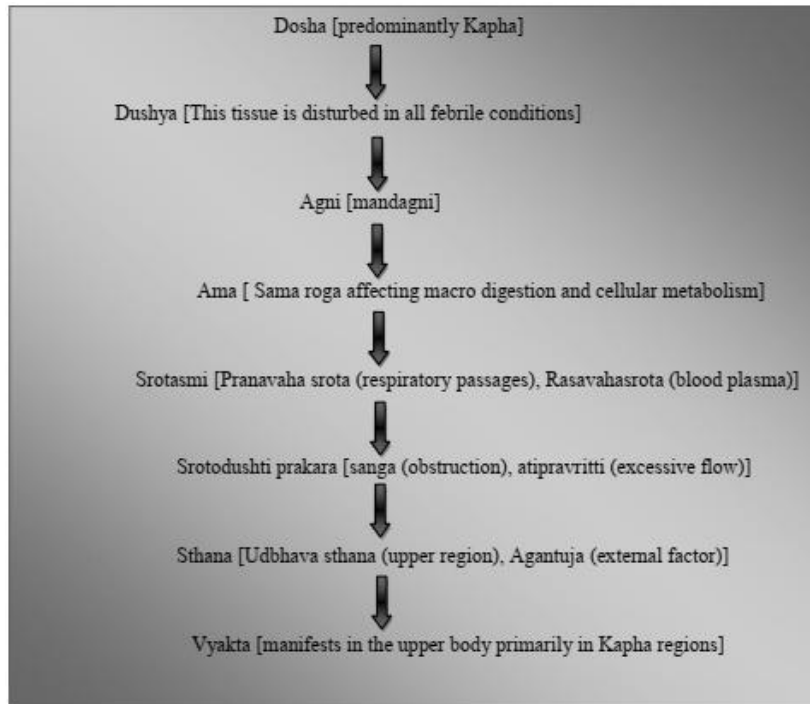 Dosha [predominantly Kapha]
Dushya [This tissue is disturbed in all febrile conditions]
Agni [mandagni]
Ama [ Sama roga affecting macro digestion and cellular metabolism]
Srotasmi [Pranavaha srota (respiratory passages), Rasavahasrota (blood plasma)]
Srotodushti prakara [sanga (obstruction), atipravritti (excessive flow)]
Sthana [Udbhava sthana (upper region), Agantuja (external factor)]
Vyakta [manifests in the upper body primarily in Kapha regions]